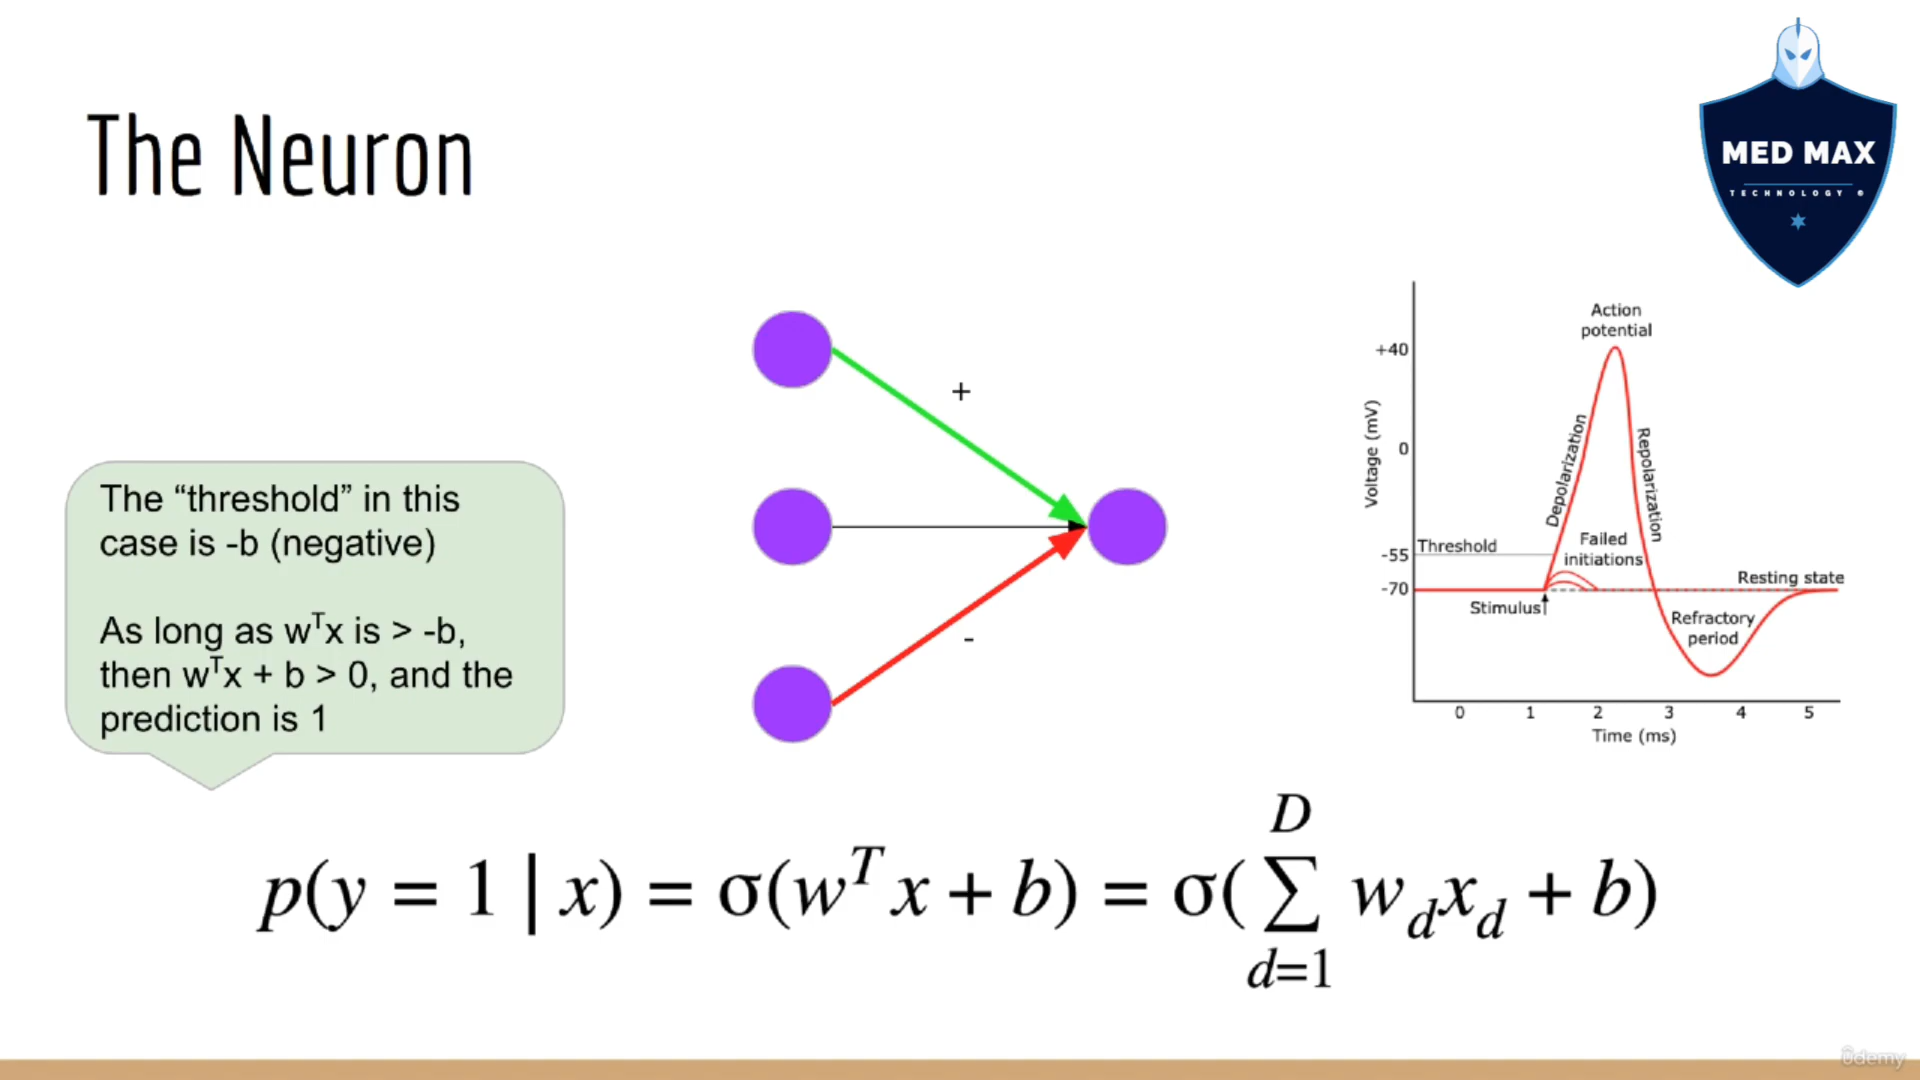 The Neuron
MED MAX
TECHNOLOGY ®
The “threshold” in this
case is -b (negative)
As long as wᵀx is > -b,
then wᵀx + b > 0, and the
prediction is 1
+
-
Action
potential
+40
0
-55
-70
Voltage (mV)
Depolarization
Repolarization
Threshold
Failed
initiations
Resting state
Stimulus
Refractory
period
0 1 2 3 4 5
Time (ms)
p(y = 1 | x) = σ(wᵀx + b) = σ(∑_{d=1}^{D} w_d x_d + b)
ûdemy